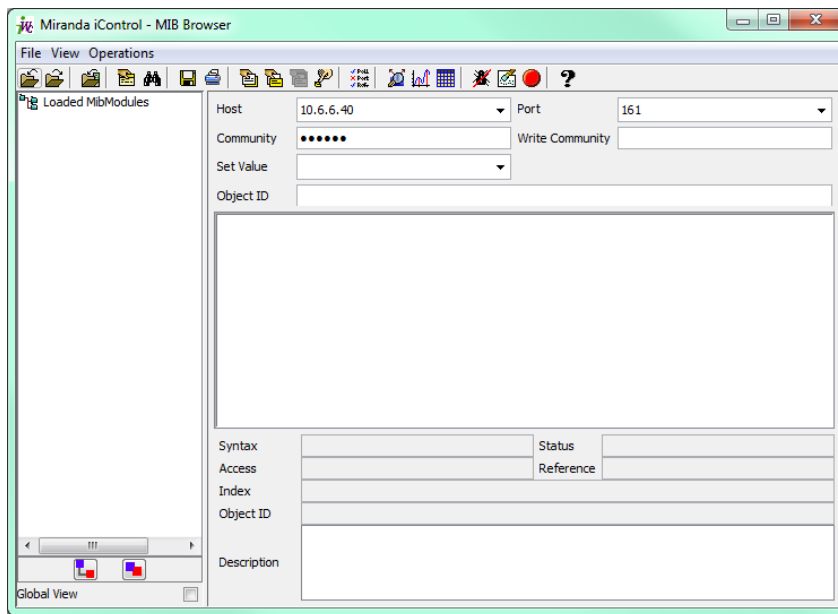 Miranda iControl - MIB Browser
File View Operations
Loaded MibModules
Host 10.6.6.40 Port 161
Community •••••• Write Community
Set Value
Object ID
Syntax Status
Access Reference
Index
Object ID
Description
Global View